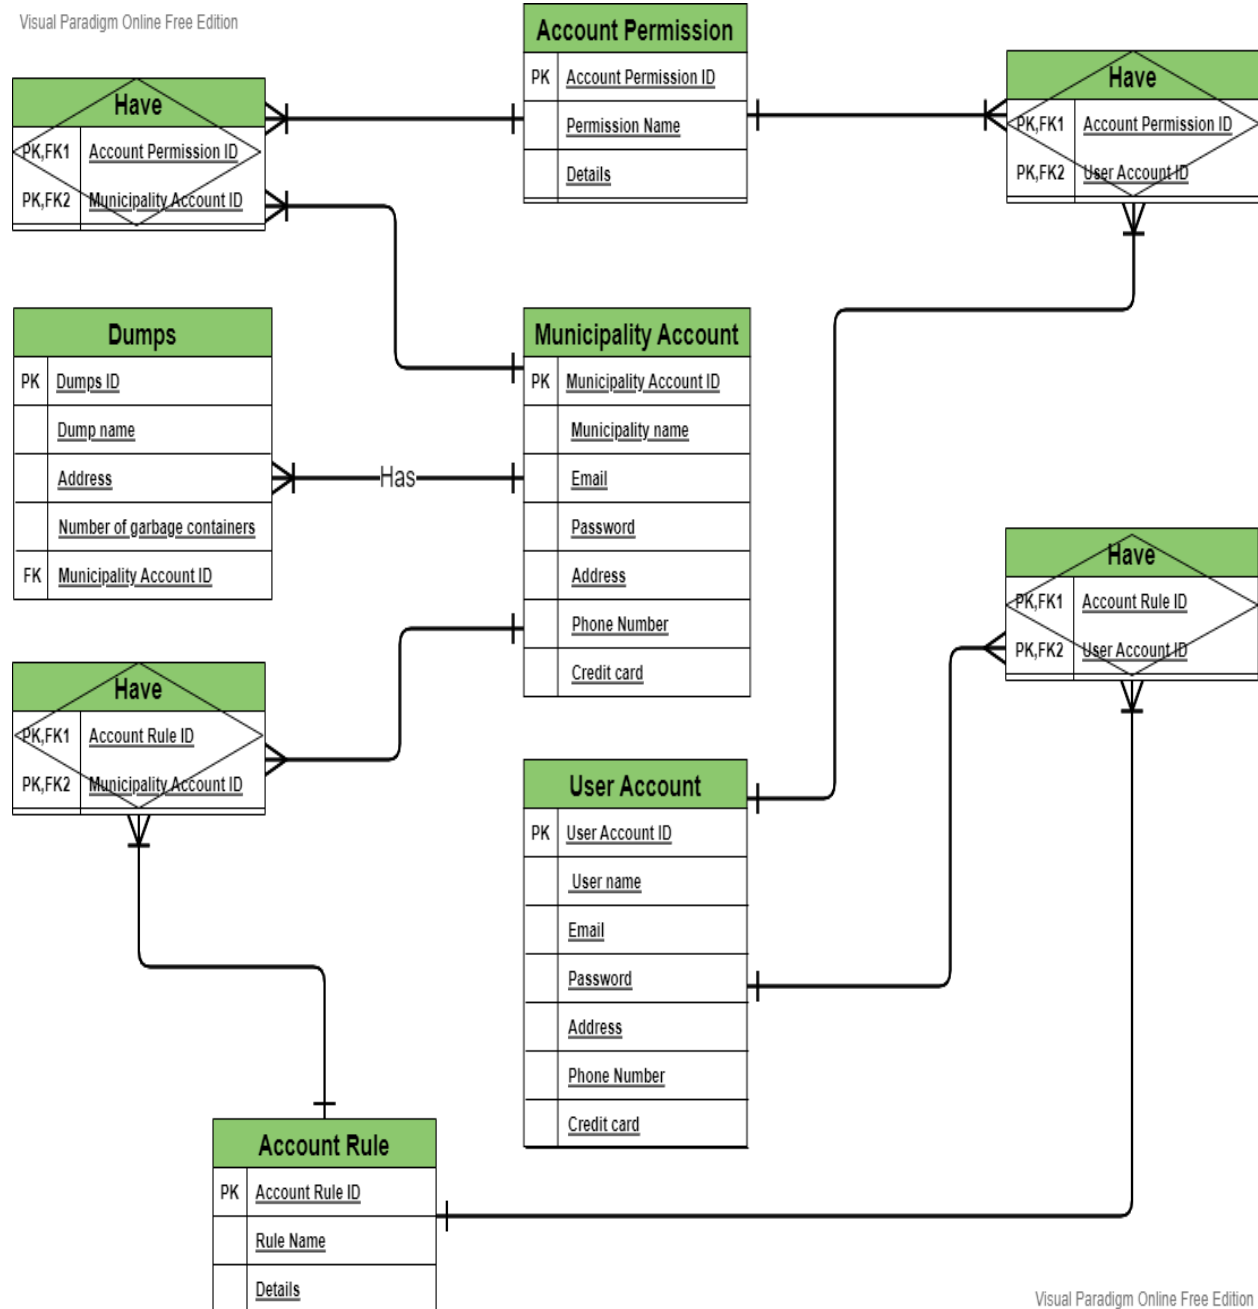 Visual Paradigm Online Free Edition
Account Permission
PK Account Permission ID
Permission Name
Details
Have
PK,FK1 Account Permission ID
PK,FK2 Municipality Account ID
Have
PK,FK1 Account Permission ID
PK,FK2 User Account ID
Dumps
PK Dumps ID
Dump name
Address
Number of garbage containers
FK Municipality Account ID
Has
Municipality Account
PK Municipality Account ID
Municipality name
Email
Password
Address
Phone Number
Credit card
Have
PK,FK1 Account Rule ID
PK,FK2 User Account ID
Have
PK,FK1 Account Rule ID
PK,FK2 Municipality Account ID
User Account
PK User Account ID
User name
Email
Password
Address
Phone Number
Credit card
Account Rule
PK Account Rule ID
Rule Name
Details
Visual Paradigm Online Free Edition